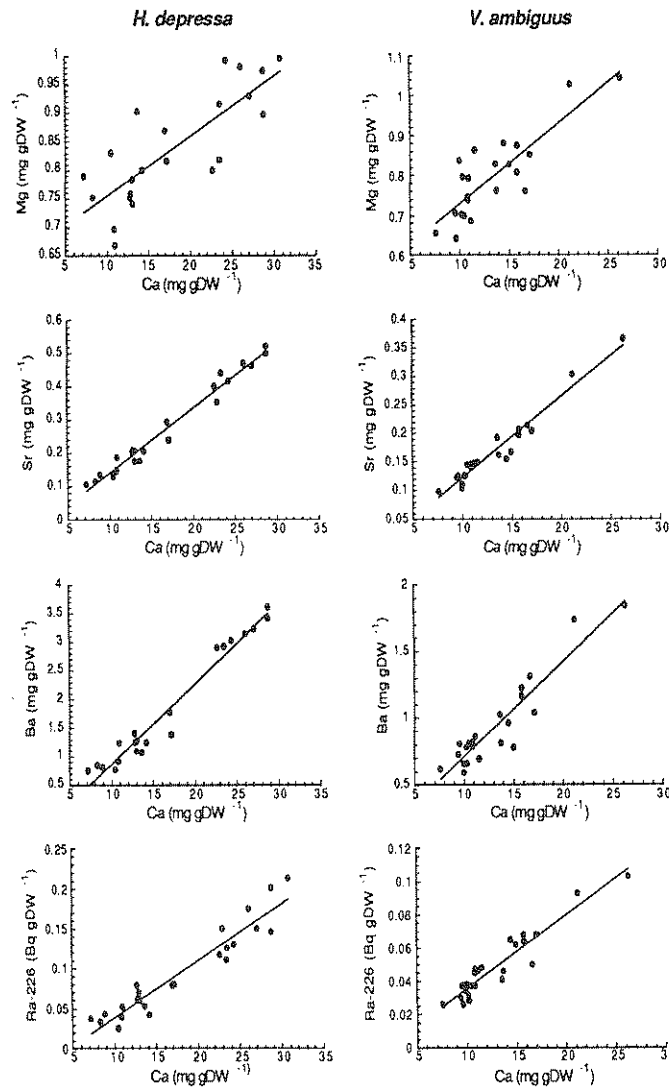 H. depressa
V. ambiguus
Mg (mg gDW ⁻¹)
1
0.95
0.9
0.85
0.8
0.75
0.7
0.65
5 10 15 20 25 30 35
Ca (mg gDW ⁻¹)
Mg (mg gDW ⁻¹)
1.1
1
0.9
0.8
0.7
0.6
5 10 15 20 25 30
Ca (mg gDW ⁻¹)
Sr (mg gDW ⁻¹)
0.6
0.5
0.4
0.3
0.2
0.1
0
5 10 15 20 25 30 35
Ca (mg gDW ⁻¹)
Sr (mg gDW ⁻¹)
0.4
0.35
0.3
0.25
0.2
0.15
0.1
0.05
5 10 15 20 25 30
Ca (mg gDW ⁻¹)
Ba (mg gDW ⁻¹)
4
3.5
3
2.5
2
1.5
1
0.5
5 10 15 20 25 30 35
Ca (mg gDW ⁻¹)
Ba (mg gDW ⁻¹)
2
1.5
1
0.5
5 10 15 20 25 30
Ca (mg gDW ⁻¹)
Ra-226 (Bq gDW ⁻¹)
0.25
0.2
0.15
0.1
0.05
0
5 10 15 20 25 30 35
Ca (mg gDW ⁻¹)
Ra-226 (Bq gDW ⁻¹)
0.12
0.1
0.08
0.06
0.04
0.02
0
5 10 15 20 25 30
Ca (mg gDW ⁻¹)